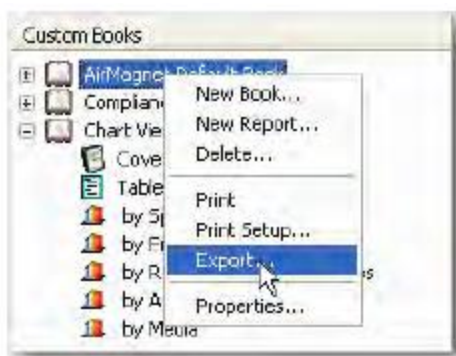 Custom Books
AirMagnet Default Book
New Book...
Complian
New Report...
Chart Vie
Delete...
Cove
Table
Print
by Sp
Print Setup...
by F
Export...
by R
s
by A
Properties...
by Media